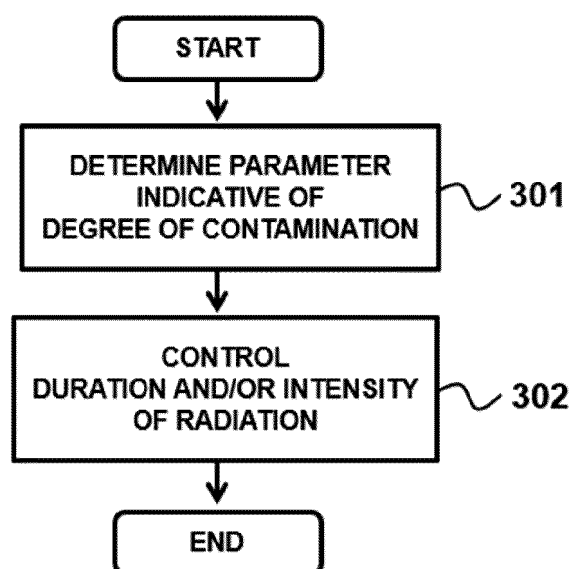 START
DETERMINE PARAMETER
INDICATIVE OF
DEGREE OF CONTAMINATION
301
CONTROL
DURATION AND/OR INTENSITY
OF RADIATION
302
END